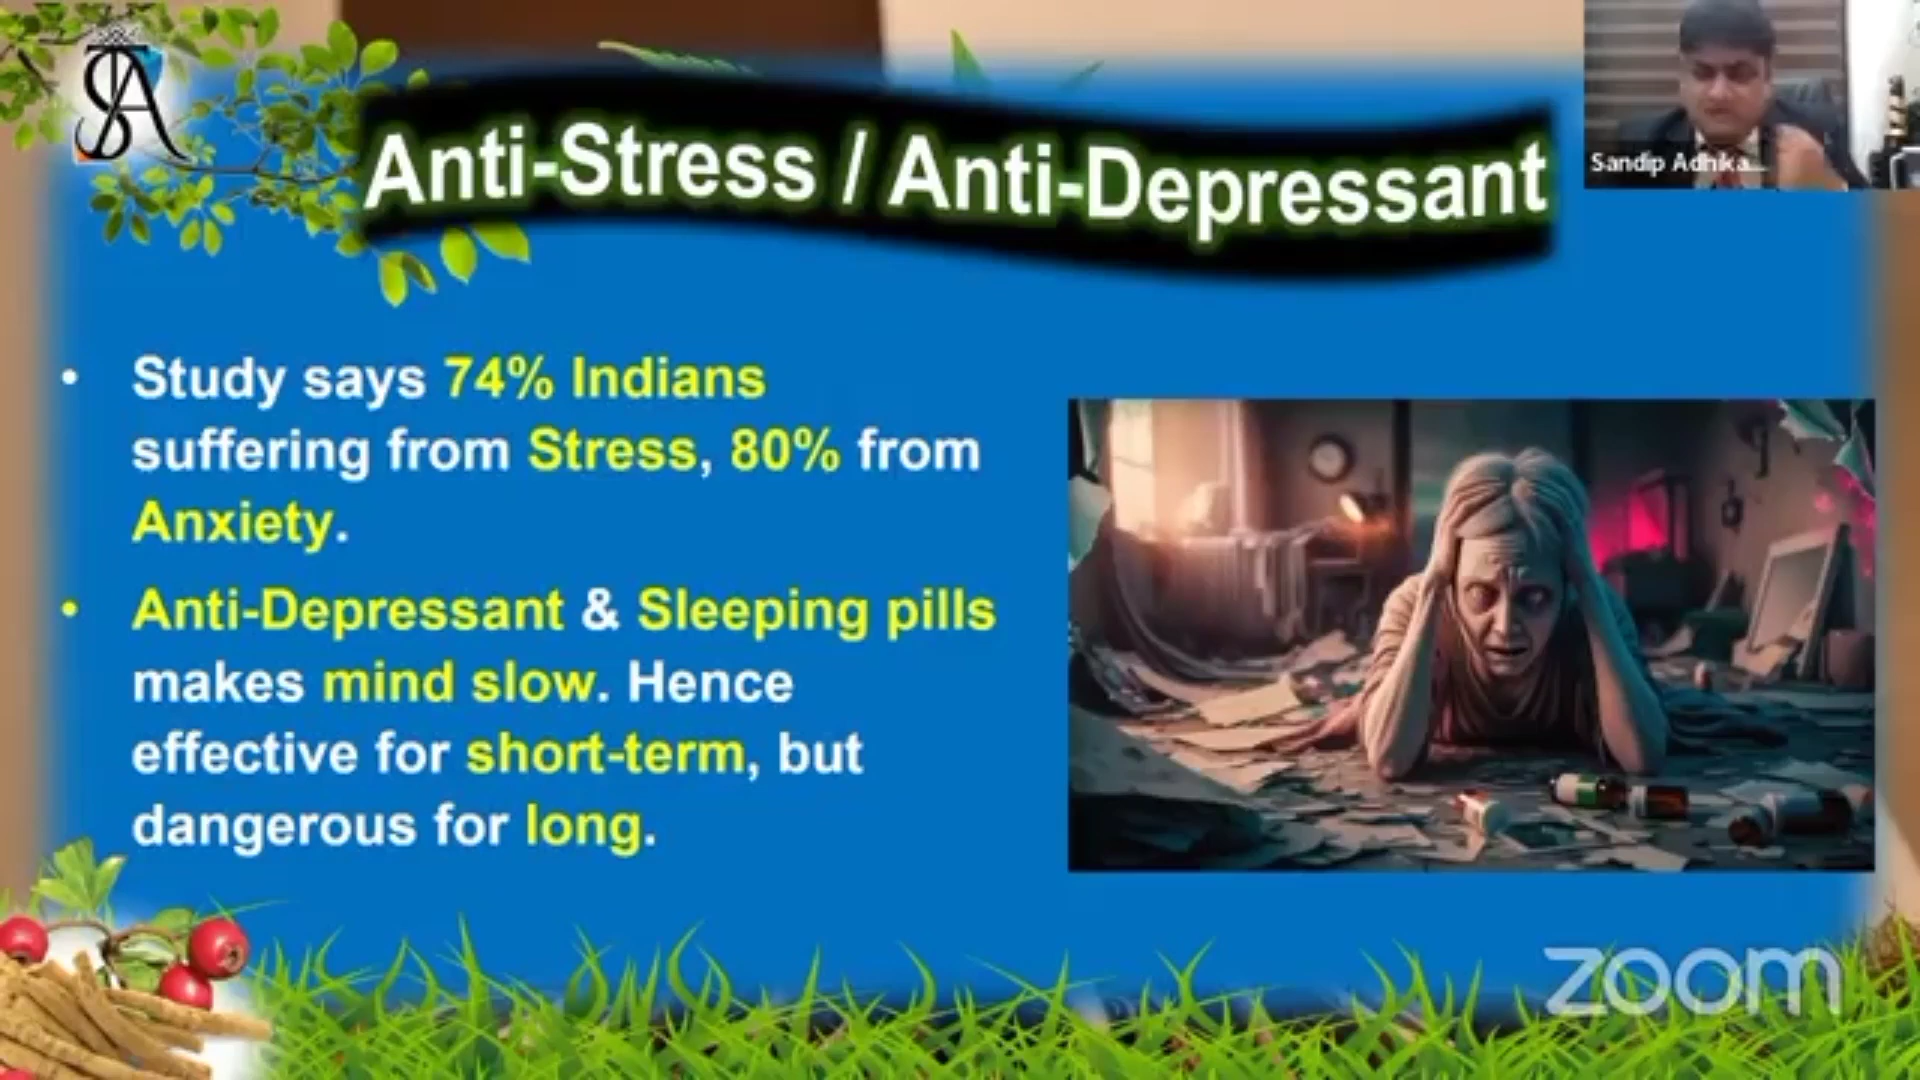 SA
Anti-Stress / Anti-Depressant
Sandip Adhika...
• Study says 74% Indians
suffering from Stress, 80% from
Anxiety.
• Anti-Depressant & Sleeping pills
makes mind slow. Hence
effective for short-term, but
dangerous for long.
zoom